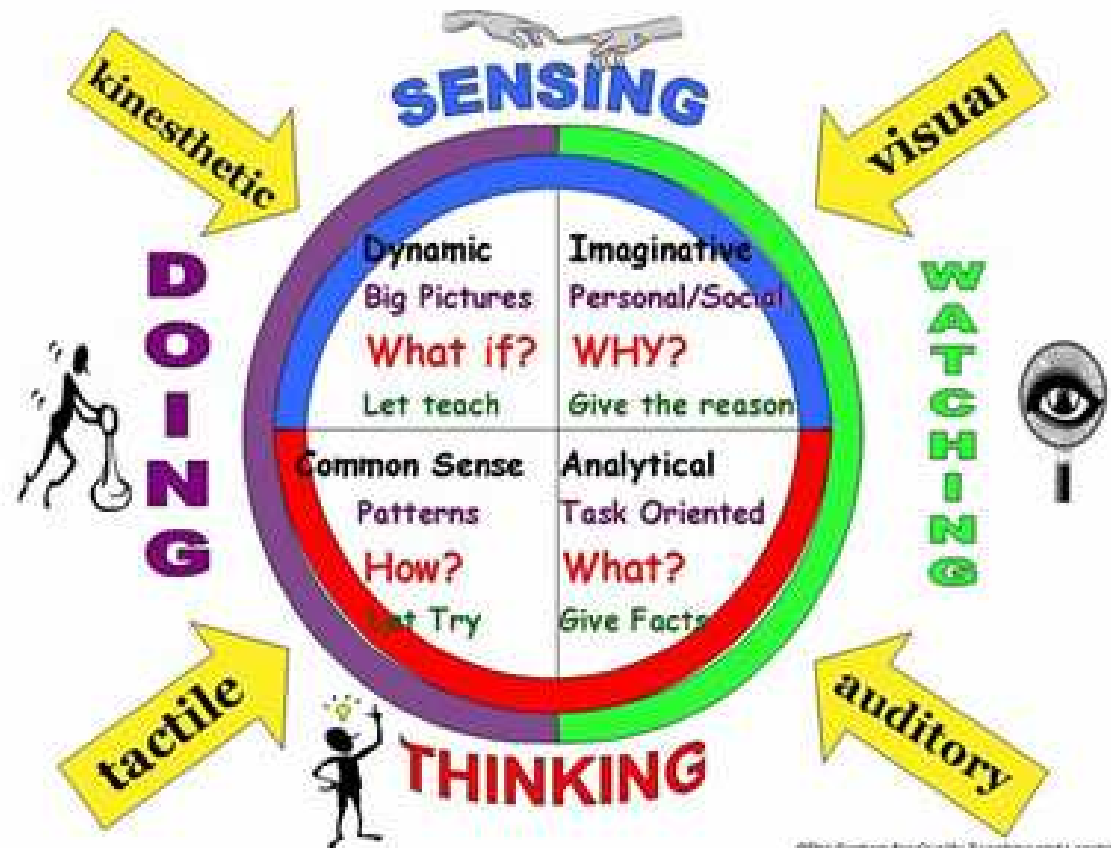 SENSING
kinesthetic
visual
DOING
WATCHING
Dynamic
Big Pictures
What if?
Let teach
Imaginative
Personal/Social
WHY?
Give the reason
Common Sense
Patterns
How?
Let Try
Analytical
Task Oriented
What?
Give Facts
tactile
auditory
THINKING